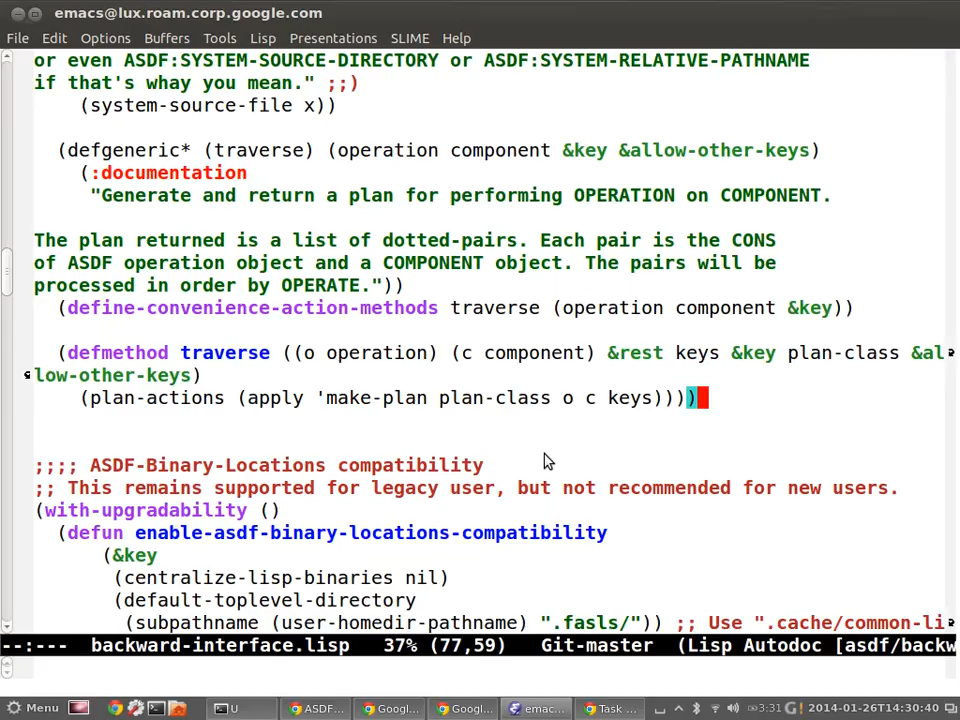 emacs@lux.roam.corp.google.com
File Edit Options Buffers Tools Lisp Presentations SLIME Help
or even ASDF:SYSTEM-SOURCE-DIRECTORY or ASDF:SYSTEM-RELATIVE-PATHNAME
if that's whay you mean." ;;)
(system-source-file x))
(defgeneric* (traverse) (operation component &key &allow-other-keys)
(:documentation
"Generate and return a plan for performing OPERATION on COMPONENT.
The plan returned is a list of dotted-pairs. Each pair is the CONS
of ASDF operation object and a COMPONENT object. The pairs will be
processed in order by OPERATE."))
(define-convenience-action-methods traverse (operation component &key))
(defmethod traverse ((o operation) (c component) &rest keys &key plan-class &al
low-other-keys)
(plan-actions (apply 'make-plan plan-class o c keys))))
;;;; ASDF-Binary-Locations compatibility
;; This remains supported for legacy user, but not recommended for new users.
(with-upgradability ()
(defun enable-asdf-binary-locations-compatibility
(&key
(centralize-lisp-binaries nil)
(default-toplevel-directory
(subpathname (user-homedir-pathname) ".fasls/")) ;; Use ".cache/common-li
--:--- backward-interface.lisp 37% (77,59) Git-master (Lisp Autodoc [asdf/backw
Menu U ASDF... Googl... Googl... emac... Task ... 3:31 2014-01-26T14:30:40